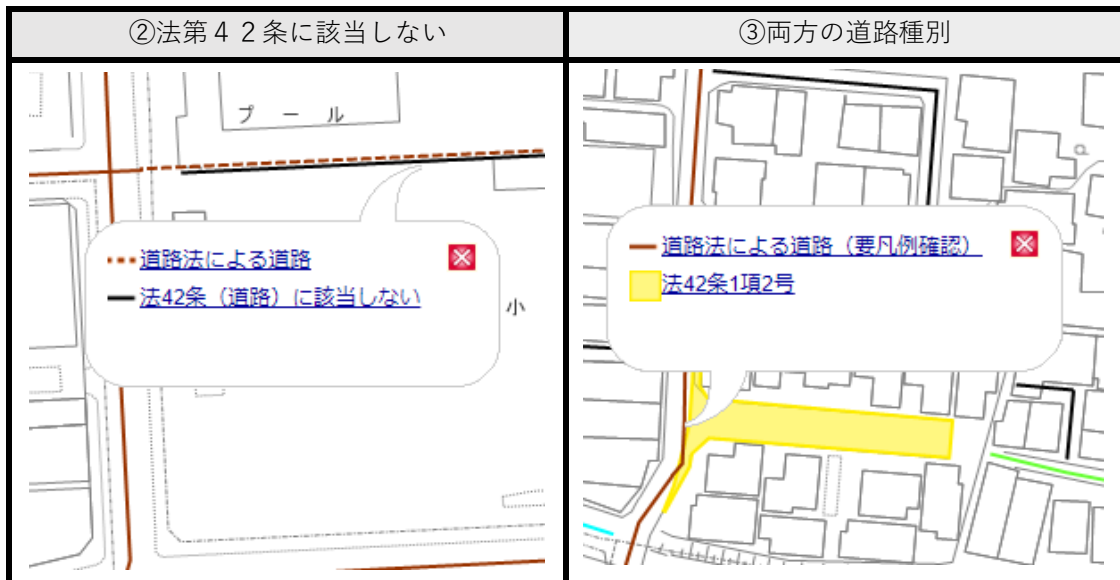 ②法第４２条に該当しない
③両方の道路種別
プール
道路法による道路
法42条（道路）に該当しない
小
道路法による道路（要凡例確認）
法42条1項2号